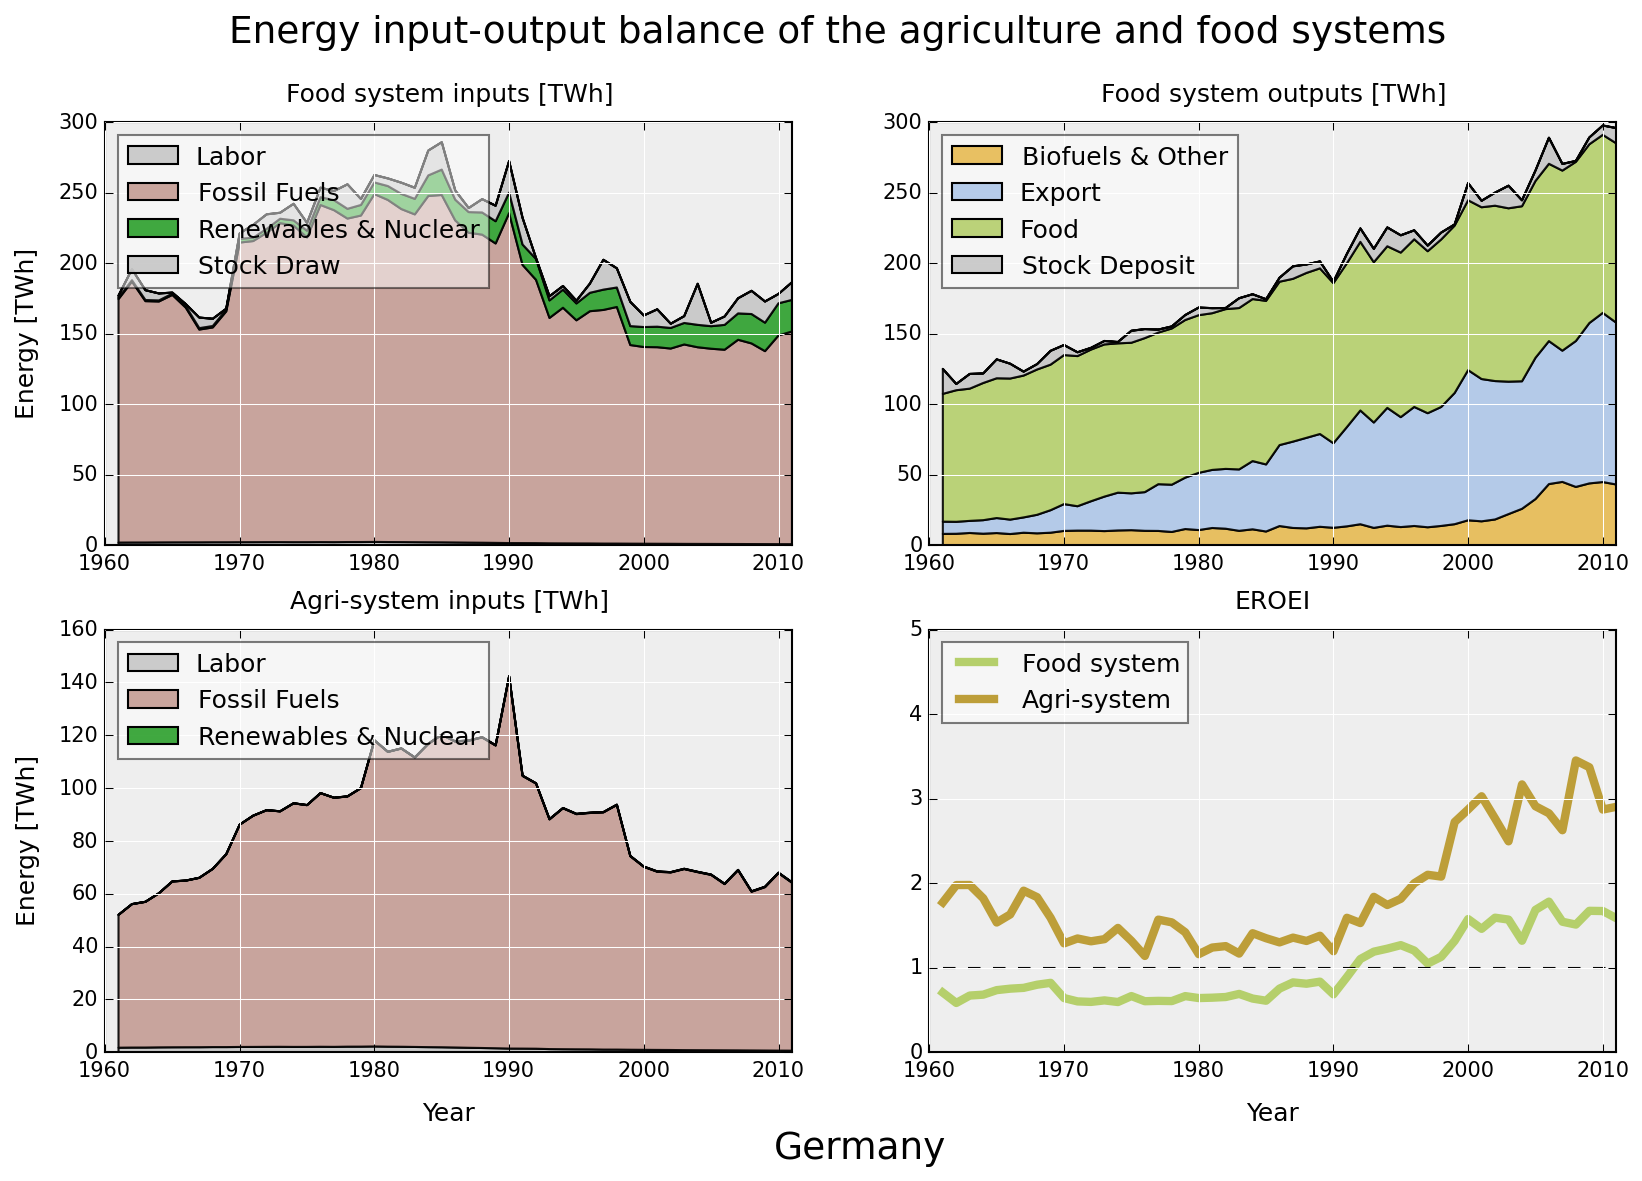 Energy input-output balance of the agriculture and food systems
Food system inputs [TWh]
Energy [TWh]
300
250
200
150
100
50
0
Labor
Fossil Fuels
Renewables & Nuclear
Stock Draw
1960 1970 1980 1990 2000 2010
Food system outputs [TWh]
300
250
200
150
100
50
0
Biofuels & Other
Export
Food
Stock Deposit
1960 1970 1980 1990 2000 2010
Agri-system inputs [TWh]
Energy [TWh]
160
140
120
100
80
60
40
20
0
Labor
Fossil Fuels
Renewables & Nuclear
1960 1970 1980 1990 2000 2010
Year
EROEI
5
4
3
2
1
0
Food system
Agri-system
1960 1970 1980 1990 2000 2010
Year
Germany